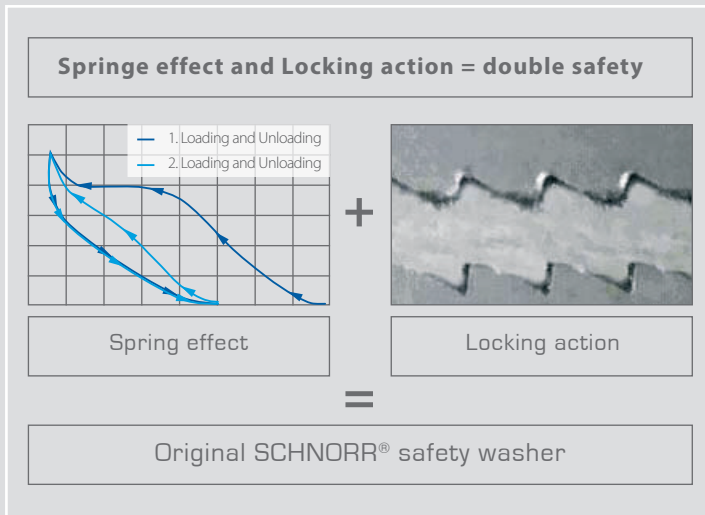 Springe effect and Locking action = double safety
1. Loading and Unloading
2. Loading and Unloading
+
Spring effect
Locking action
=
Original SCHNORR® safety washer